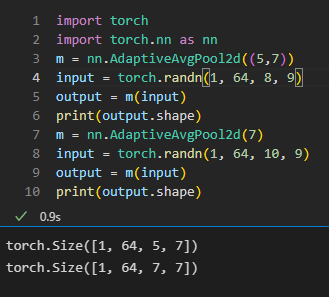 1 import torch
2 import torch.nn as nn
3 m = nn.AdaptiveAvgPool2d((5,7))
4 input = torch.randn(1, 64, 8, 9)
5 output = m(input)
6 print(output.shape)
7 m = nn.AdaptiveAvgPool2d(7)
8 input = torch.randn(1, 64, 10, 9)
9 output = m(input)
10 print(output.shape)
✓ 0.9s
torch.Size([1, 64, 5, 7])
torch.Size([1, 64, 7, 7])